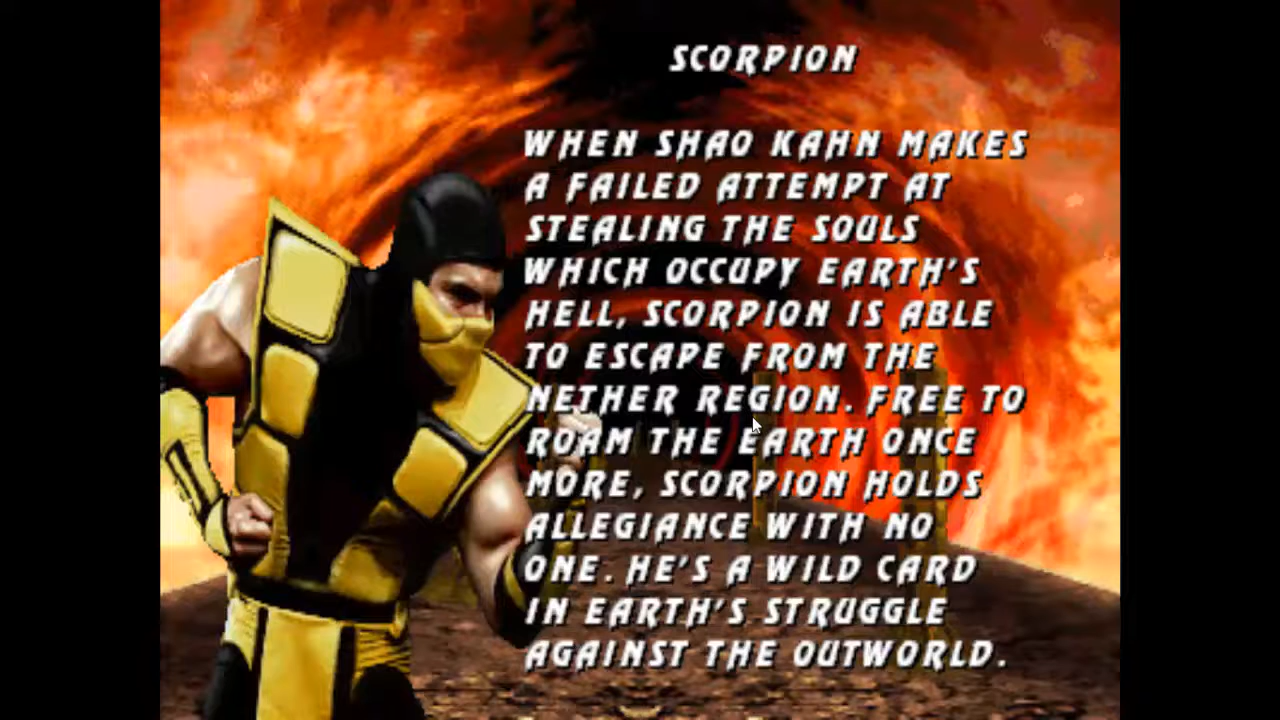 SCORPION
WHEN SHAO KAHN MAKES
A FAILED ATTEMPT AT
STEALING THE SOULS
WHICH OCCUPY EARTH'S
HELL, SCORPION IS ABLE
TO ESCAPE FROM THE
NETHER REGION. FREE TO
ROAM THE EARTH ONCE
MORE, SCORPION HOLDS
ALLEGIANCE WITH NO
ONE. HE'S A WILD CARD
IN EARTH'S STRUGGLE
AGAINST THE OUTWORLD.